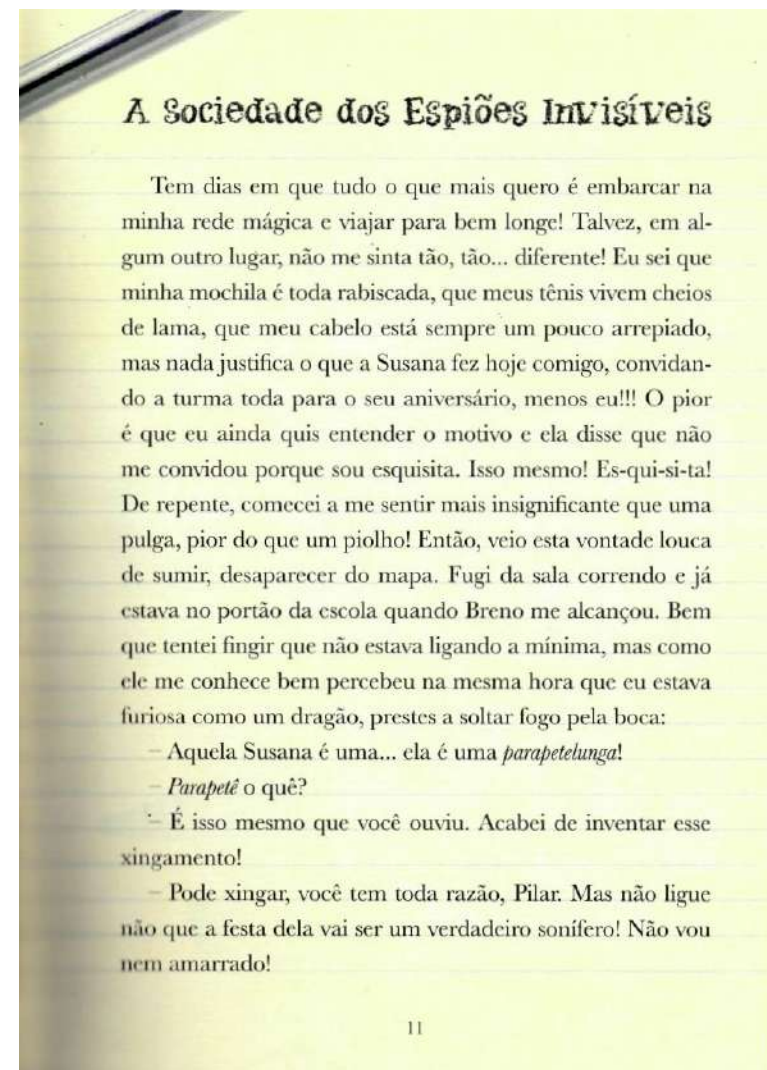 A Sociedade dos Espiões Invisíveis
Tem dias em que tudo o que mais quero é embarcar na
minha rede mágica e viajar para bem longe! Talvez, em al-
gum outro lugar, não me sinta tão, tão... diferente! Eu sei que
minha mochila é toda rabiscada, que meus tênis vivem cheios
de lama, que meu cabelo está sempre um pouco arrepiado,
mas nada justifica o que a Susana fez hoje comigo, convidan-
do a turma toda para o seu aniversário, menos eu!!! O pior
é que eu ainda quis entender o motivo e ela disse que não
me convidou porque sou esquisita. Isso mesmo! Es-qui-si-ta!
De repente, comecei a me sentir mais insignificante que uma
pulga, pior do que um piolho! Então, veio esta vontade louca
de sumir, desaparecer do mapa. Fugi da sala correndo e já
estava no portão da escola quando Breno me alcançou. Bem
que tentei fingir que não estava ligando a mínima, mas como
ele me conhece bem percebeu na mesma hora que eu estava
furiosa como um dragão, prestes a soltar fogo pela boca:
– Aquela Susana é uma... ela é uma parapetelunga!
– Parapetê o quê?
– É isso mesmo que você ouviu. Acabei de inventar esse
xingamento!
– Pode xingar, você tem toda razão, Pilar. Mas não ligue
não que a festa dela vai ser um verdadeiro sonífero! Não vou
nem amarrado!
11